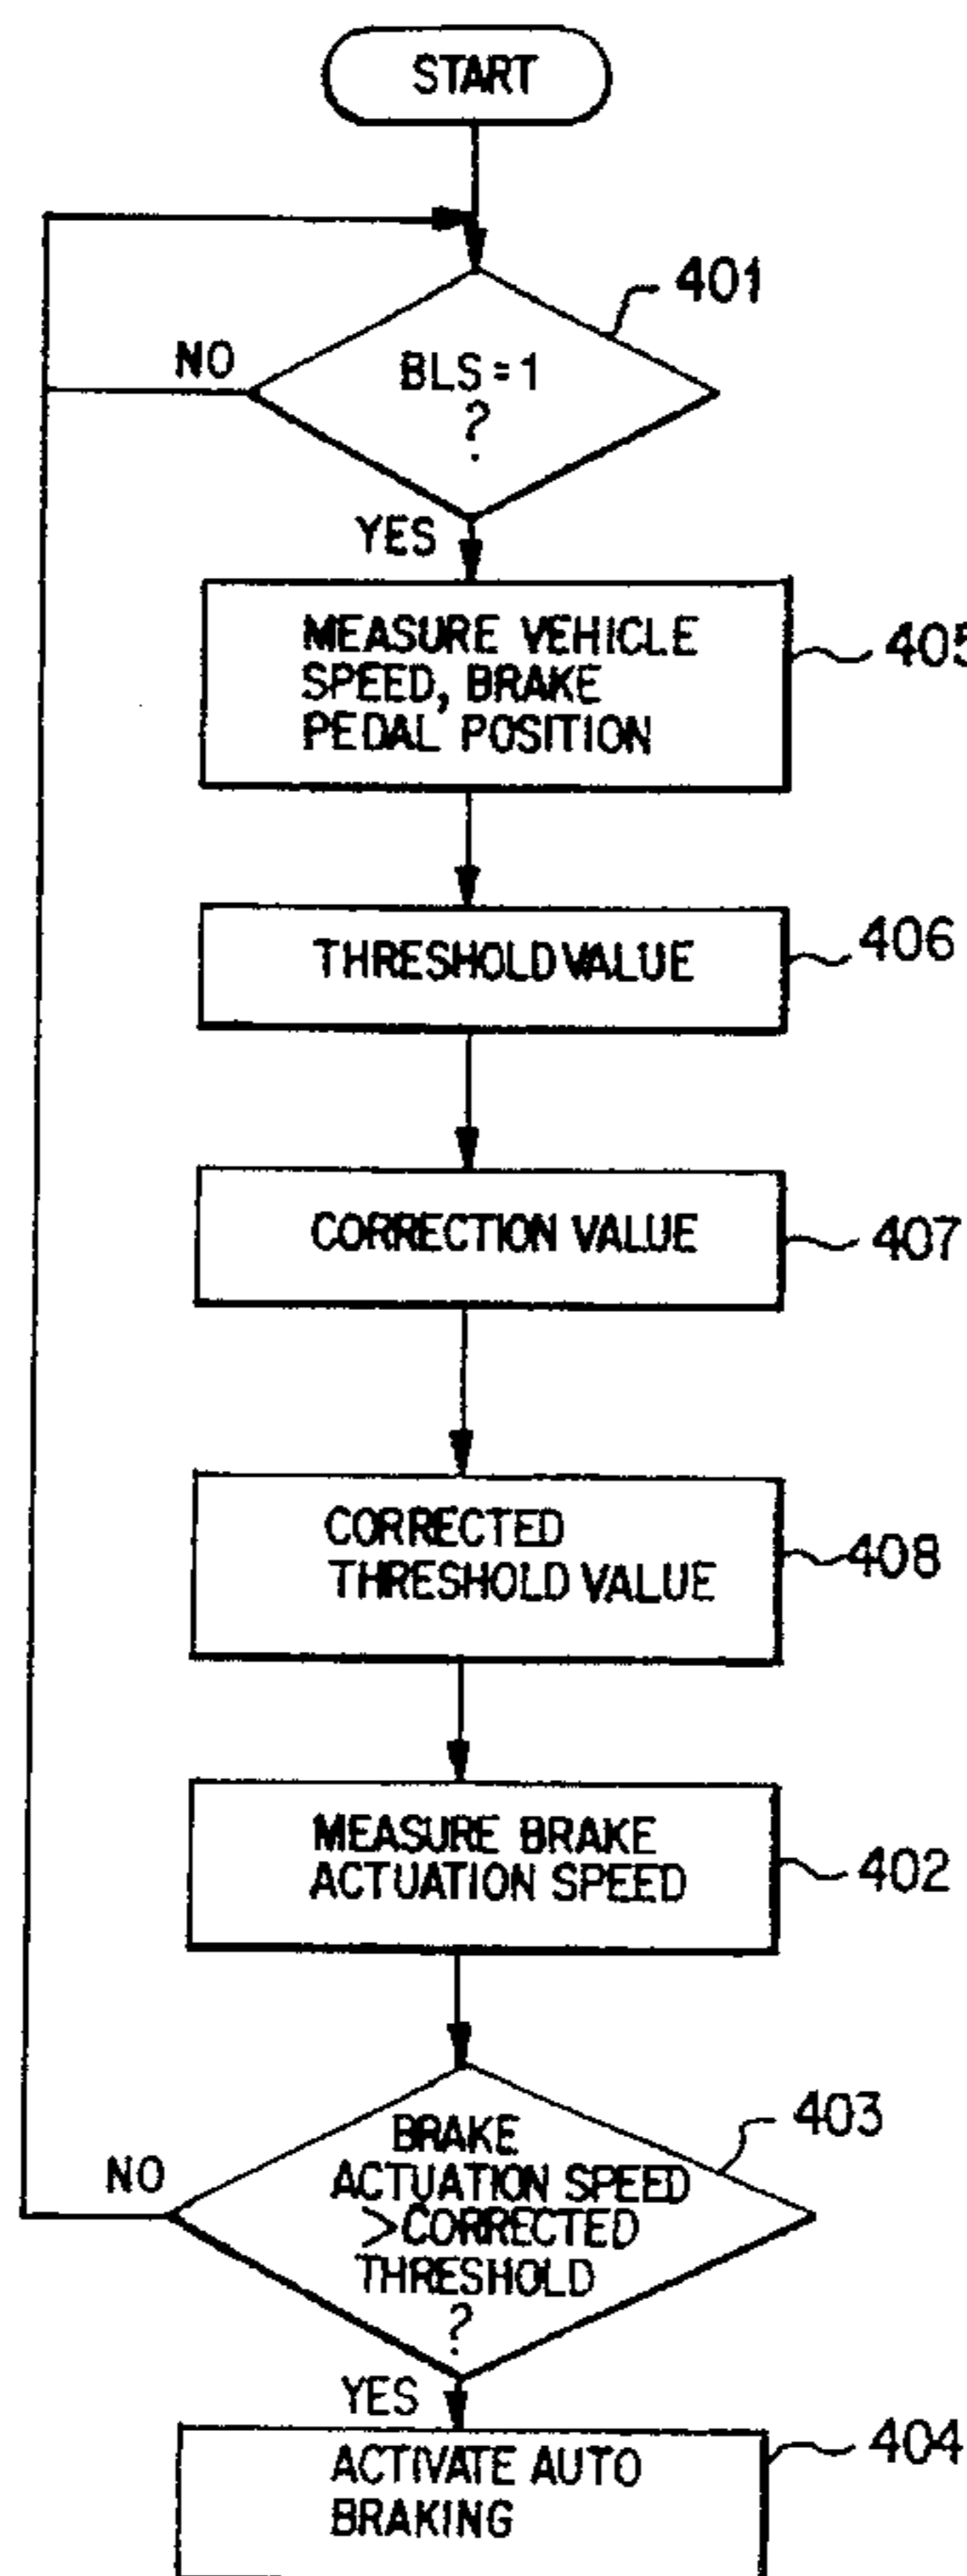 START
401
NO
BLS = 1
?
YES
MEASURE VEHICLE
SPEED, BRAKE
PEDAL POSITION
405
THRESHOLD VALUE
406
CORRECTION VALUE
407
CORRECTED
THRESHOLD VALUE
408
MEASURE BRAKE
ACTUATION SPEED
402
403
NO
BRAKE
ACTUATION SPEED
>CORRECTED
THRESHOLD
?
YES
ACTIVATE AUTO
BRAKING
404